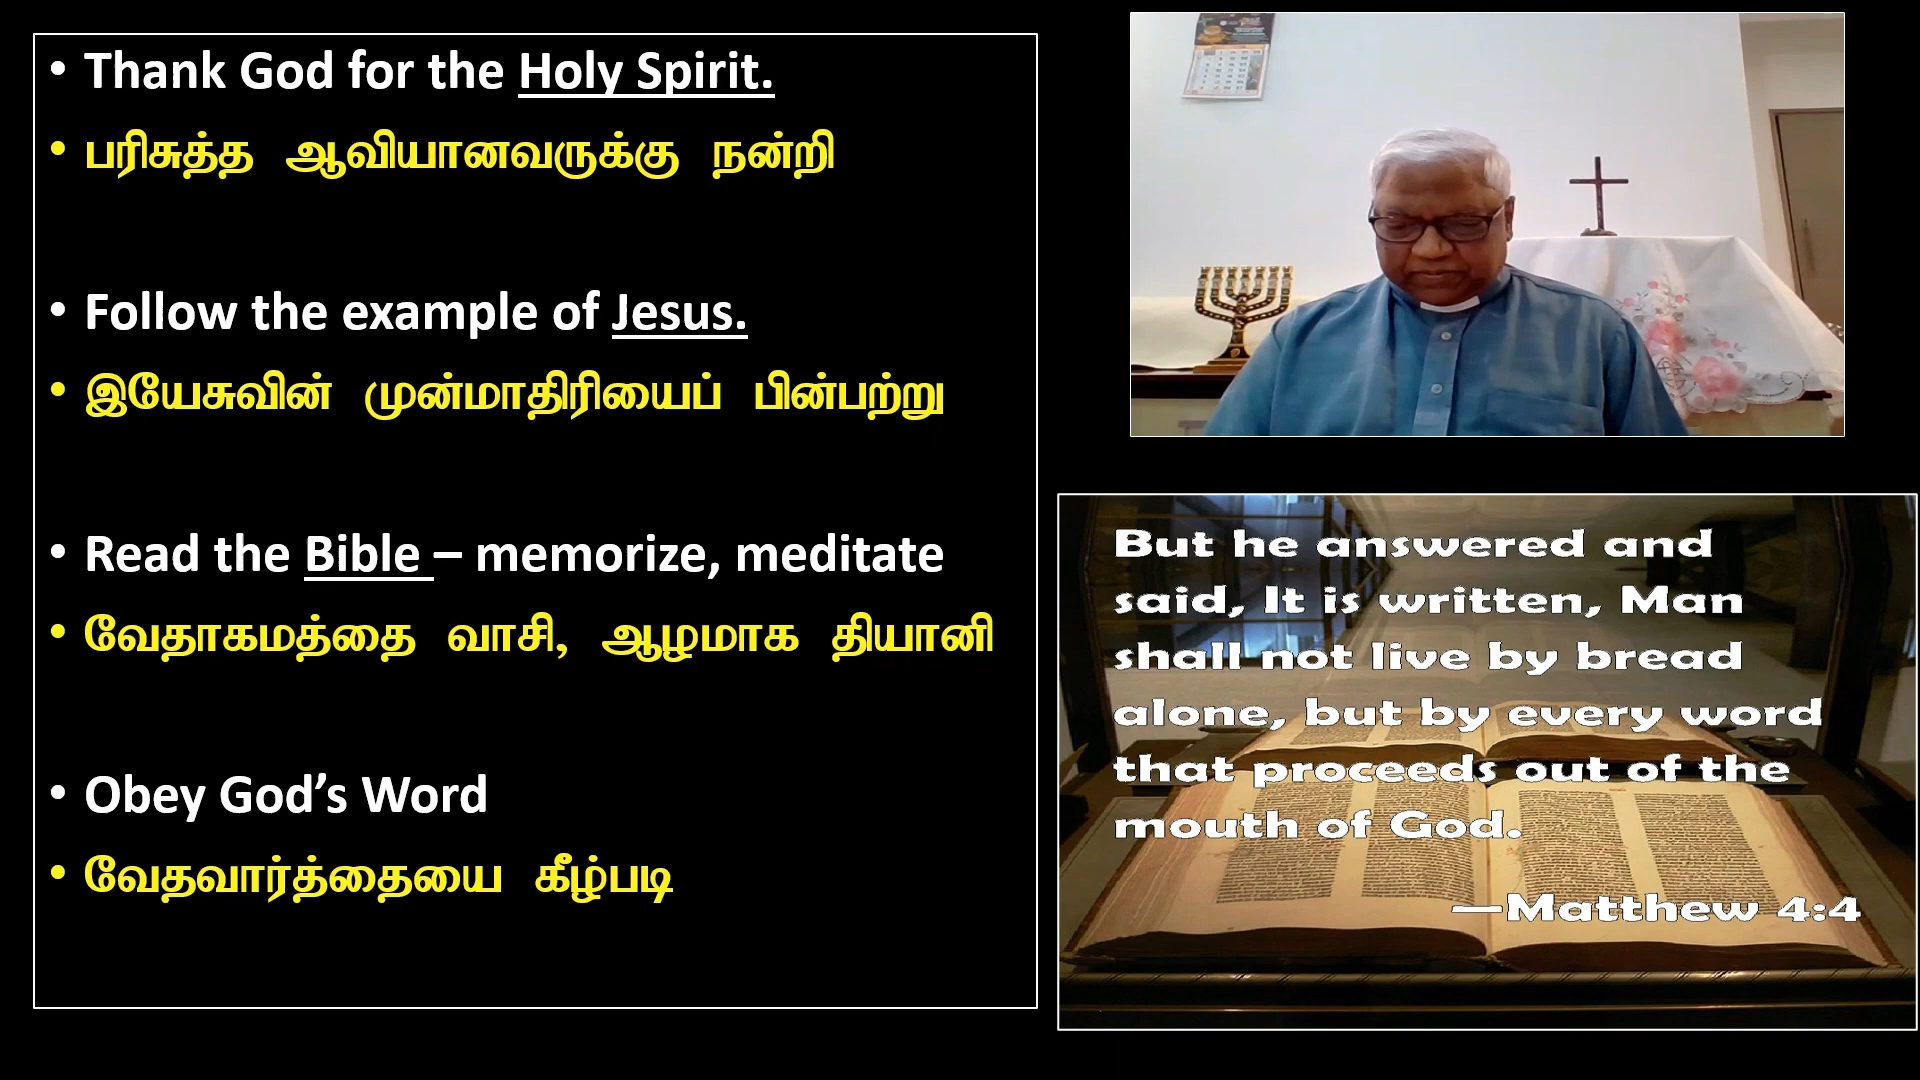 • Thank God for the Holy Spirit.
• பரிசுத்த ஆவியானவருக்கு நன்றி
• Follow the example of Jesus.
• இயேசுவின் முன்மாதிரியைப் பின்பற்று
• Read the Bible – memorize, meditate
• வேதாகமத்தை வாசி, ஆழமாக தியானி
• Obey God’s Word
• வேதவார்த்தையை கீழ்படி
But he answered and
said, It is written, Man
shall not live by bread
alone, but by every word
that proceeds out of the
mouth of God.
—Matthew 4:4